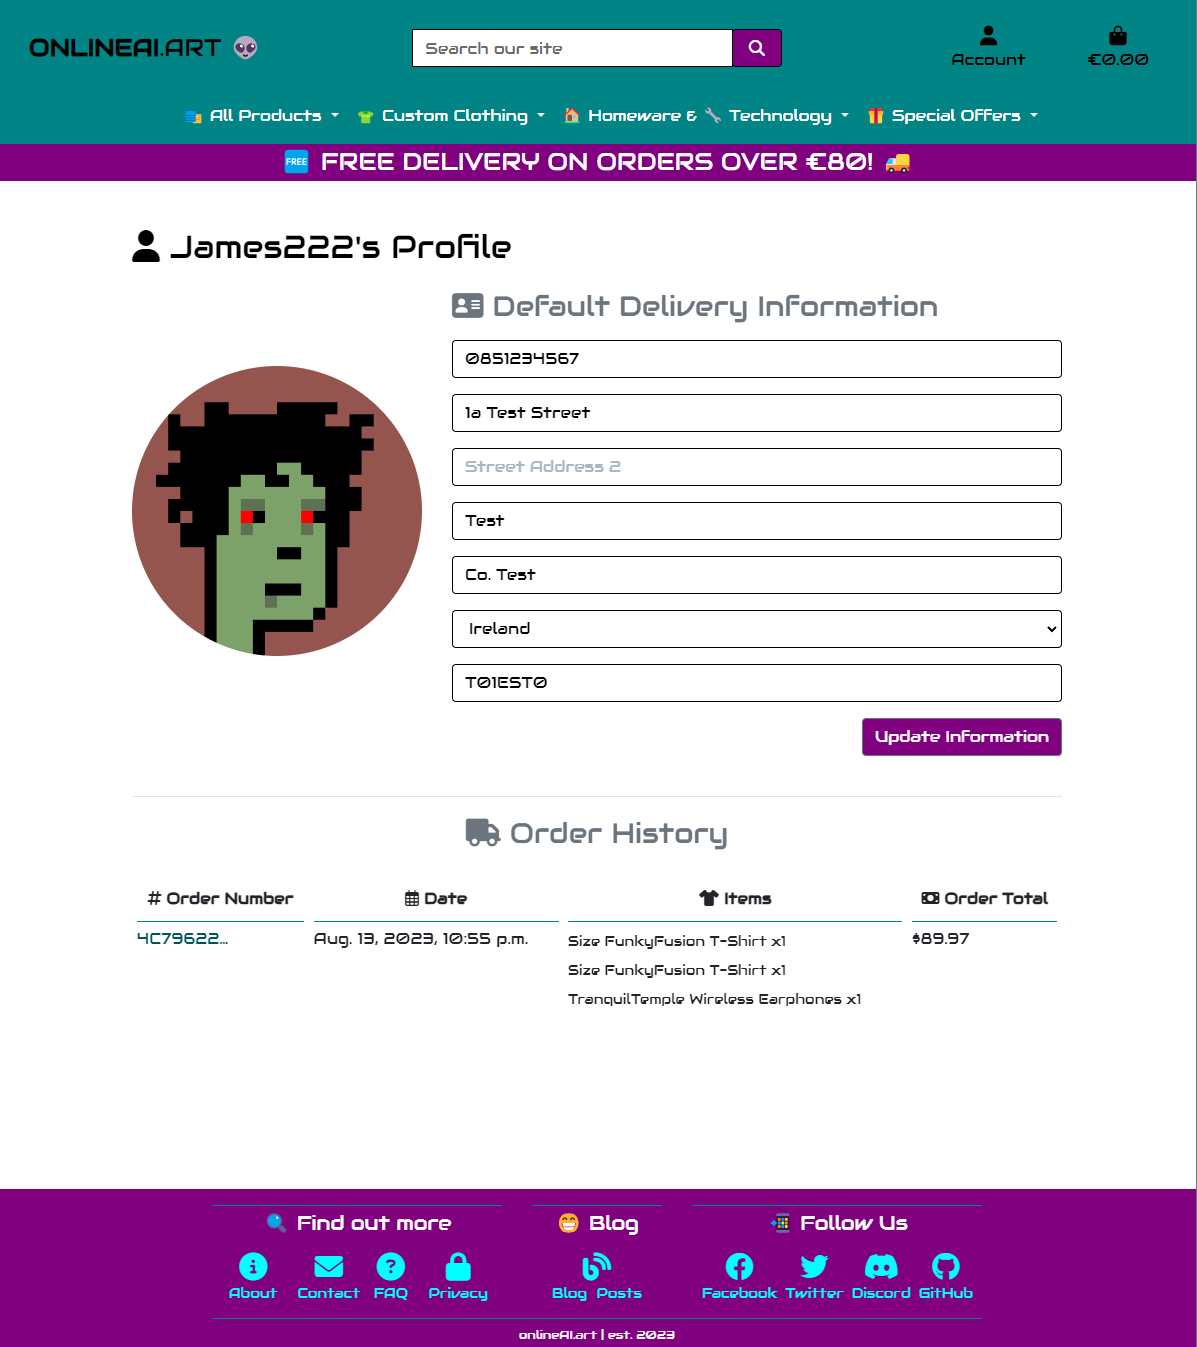 ONLINEAI.ART
Search our site
Account
€0.00
All Products
Custom Clothing
Homeware & Technology
Special Offers
FREE FREE DELIVERY ON ORDERS OVER €80!
James222's Profile
Default Delivery Information
0851234567
1a Test Street
Street Address 2
Test
Co. Test
Ireland
T01EST0
Update Information
Order History
# Order Number Date Items Order Total
4C79622... Aug. 13, 2023, 10:55 p.m. Size FunkyFusion T-Shirt x1 $89.97
Size FunkyFusion T-Shirt x1
TranquilTemple Wireless Earphones x1
Find out more
About Contact FAQ Privacy
Blog
Blog Posts
Follow Us
Facebook Twitter Discord GitHub
onlineAI.art | est. 2023